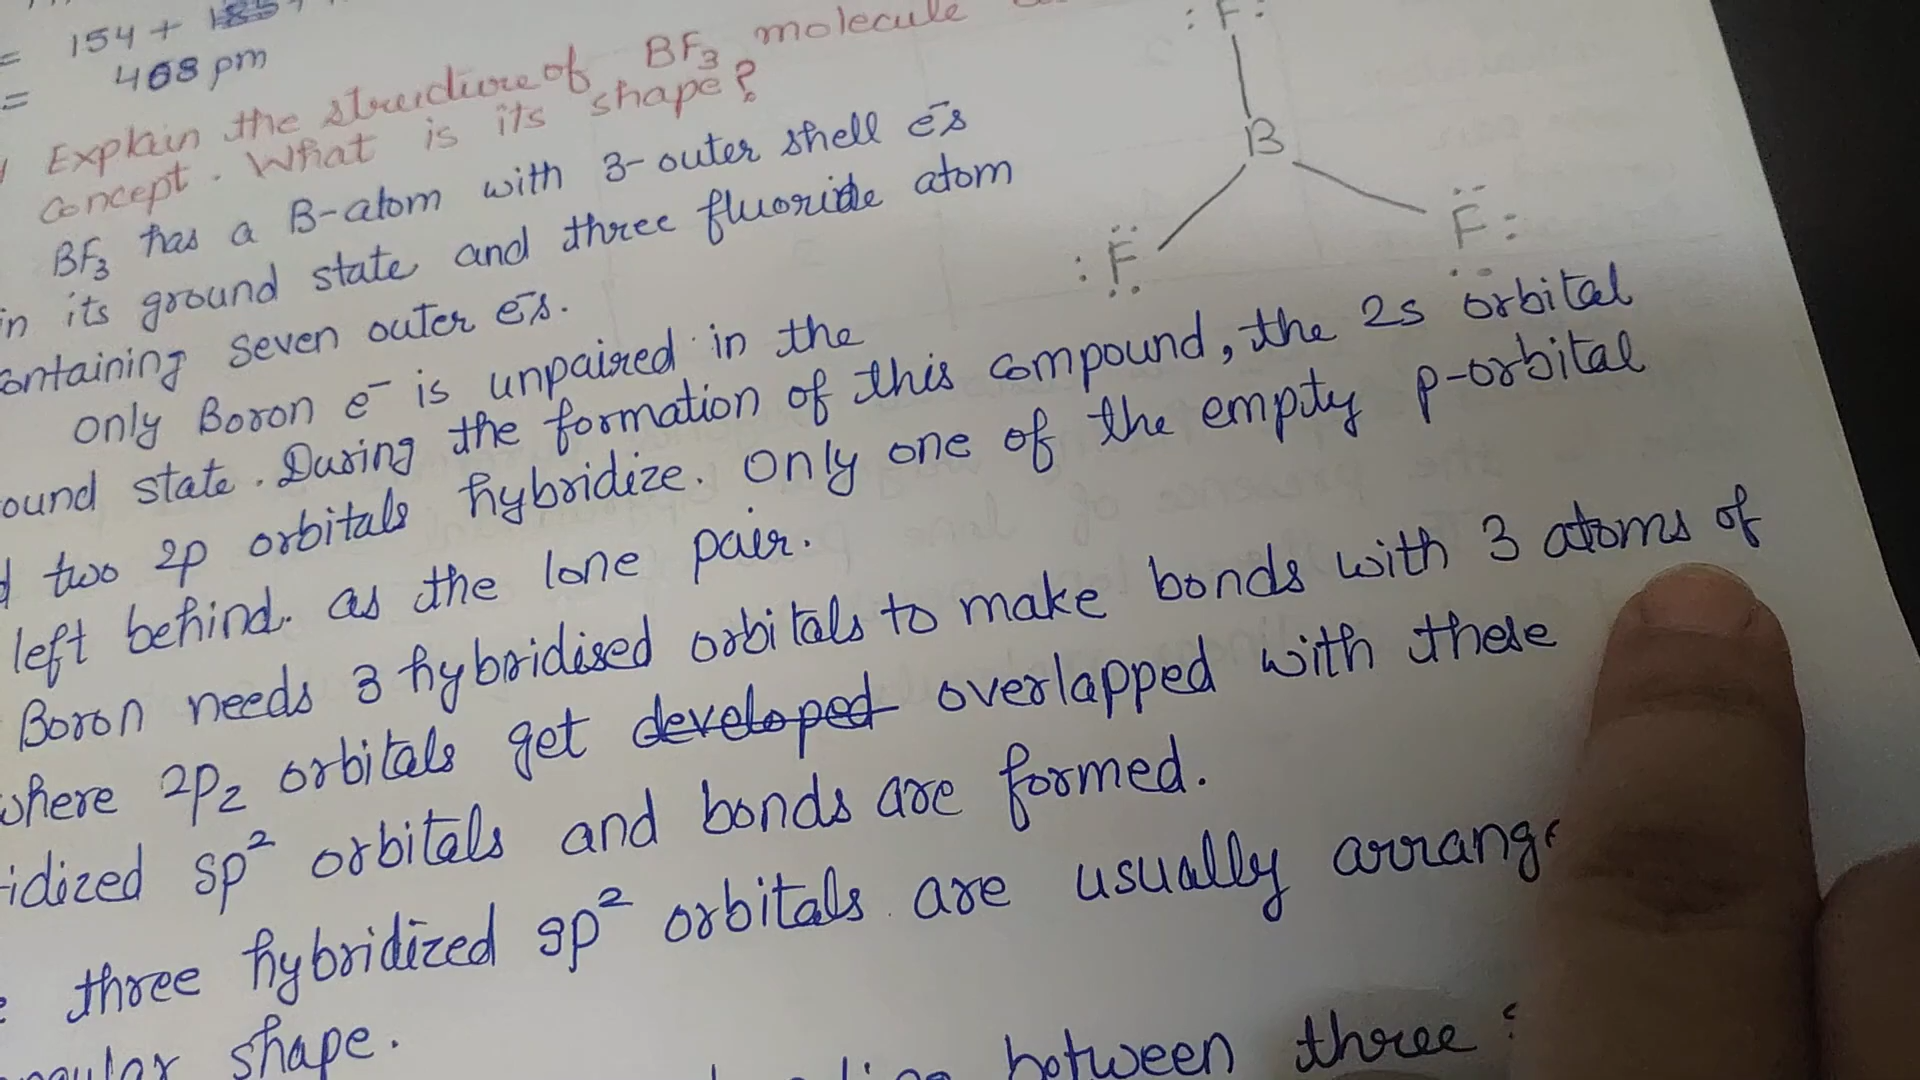 = 154 +
= 468 pm
Explain the structure of BF3 molecule
concept. What is its shape?
BF3 has a B-atom with 3-outer shell e-s
in its ground state and three fluoride atom
containing seven outer e-s.
only Boron e- is unpaired in the
ound state. During the formation of this compound, the 2s orbital
d two 2p orbitals hybridize. Only one of the empty p-orbital
left behind. as the lone pair.
Boron needs 3 hybridised orbitals to make bonds with 3 atoms of
where 2pz orbitals get developed overlapped with these
idized sp² orbitals and bonds are formed.
three hybridized sp² orbitals are usually arrange
shape.
between three
:F:
B
:F
F: